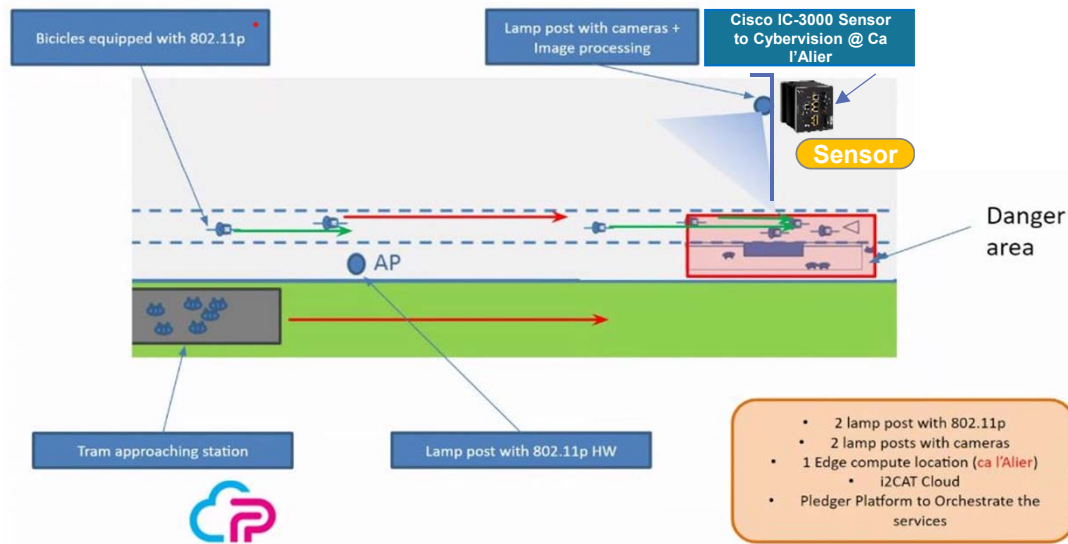 Bicicles equipped with 802.11p
Lamp post with cameras +
Image processing
Cisco IC-3000 Sensor
to Cybervision @ Ca
l'Alier
Sensor
Danger
area
AP
Tram approaching station
Lamp post with 802.11p HW
• 2 lamp post with 802.11p
• 2 lamp posts with cameras
• 1 Edge compute location (ca l'Alier)
• i2CAT Cloud
• Pledger Platform to Orchestrate the
services